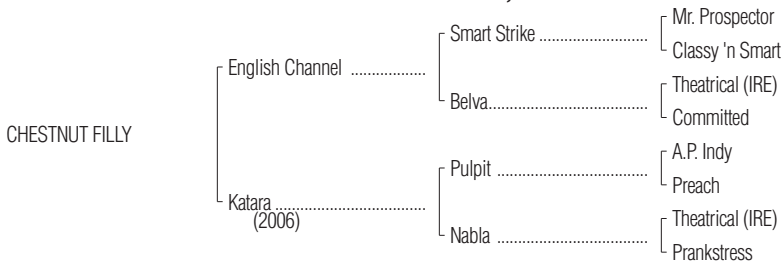 Mr. Prospector
Smart Strike ........................
Classy 'n Smart
English Channel ................
Theatrical (IRE)
Belva...................................
Committed
CHESTNUT FILLY
A.P. Indy
Pulpit .................................
Preach
Katara .................................
(2006)
Theatrical (IRE)
Nabla .................................
Prankstress